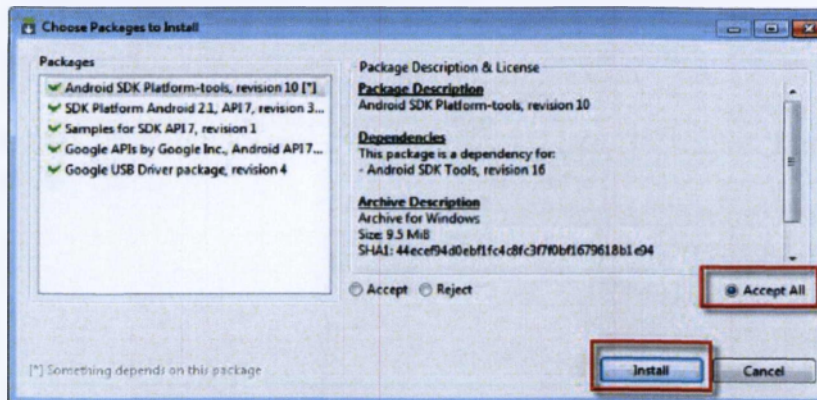 Choose Packages to Install
Packages
Android SDK Platform-tools, revision 10 [*]
SDK Platform Android 2.1, API 7, revision 3...
Samples for SDK API 7, revision 1
Google APIs by Google Inc., Android API 7...
Google USB Driver package, revision 4
Package Description & License
Package Description
Android SDK Platform-tools, revision 10
Dependencies
This package is a dependency for:
- Android SDK Tools, revision 16
Archive Description
Archive for Windows
Size: 9.5 MiB
SHA1: 44ecef94d0ebf1fc4c8fc3f7f0bf1679618b1e94
Accept
Reject
Accept All
[*] Something depends on this package
Install
Cancel